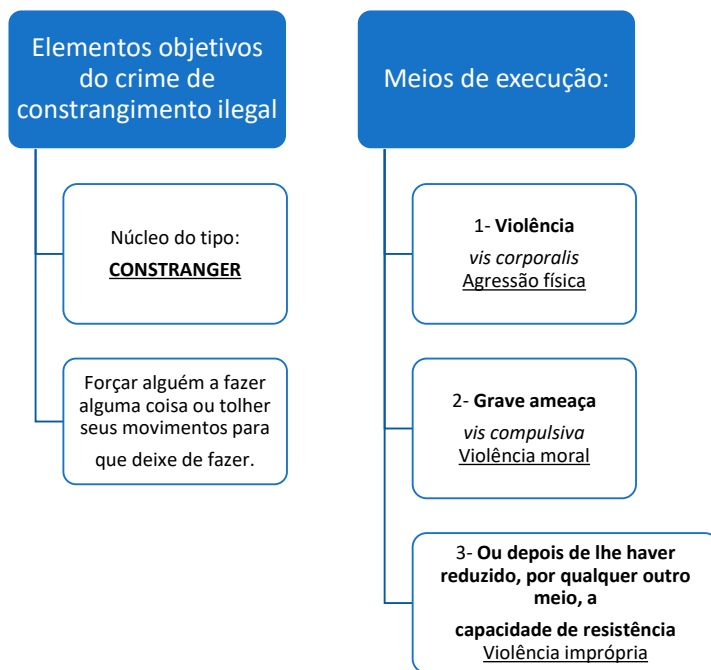 Elementos objetivos
do crime de
constrangimento ilegal
Núcleo do tipo:
CONSTRANGER
Forçar alguém a fazer
alguma coisa ou tolher
seus movimentos para
que deixe de fazer.
Meios de execução:
1- Violência
vis corporalis
Agressão física
2- Grave ameaça
vis compulsiva
Violência moral
3- Ou depois de lhe haver
reduzido, por qualquer outro
meio, a
capacidade de resistência
Violência imprópria